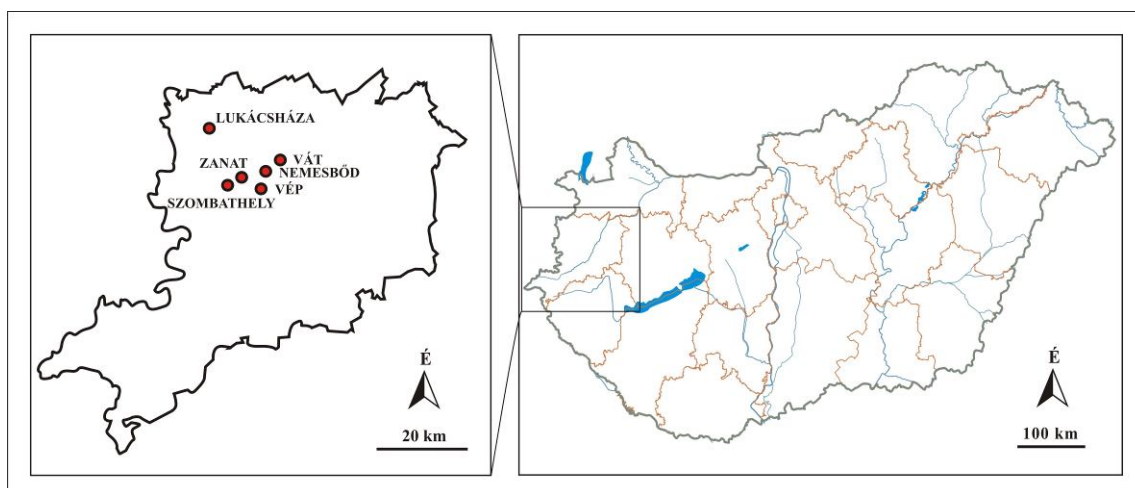 LUKÁCSHÁZA
VÁT
ZANAT
NEMESBŐD
VÉP
SZOMBATHELY
É
20 km
É
100 km